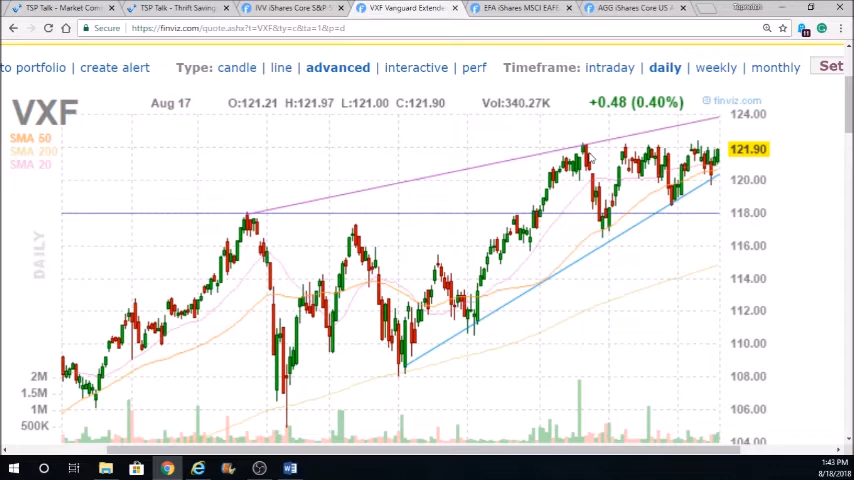 TSP Talk - Market Com
TSP Talk - Thrift Saving
IVV iShares Core S&P
VXF Vanguard Extende
EFA iShares MSCI EAFE
AGG iShares Core US A
Secure
https://finviz.com/quote.ashx?t=VXF&ty=c&ta=1&p=d
to portfolio | create alert
Type: candle | line | advanced | interactive | perf
Timeframe: intraday | daily | weekly | monthly
Set
VXF
Aug 17
O:121.21
H:121.97
L:121.00
C:121.90
Vol:340.27K
+0.48 (0.40%)
© finviz.com
SMA 50
SMA 200
SMA 20
DAILY
124.00
121.90
120.00
118.00
116.00
114.00
112.00
110.00
108.00
106.00
104.00
2M
1.5M
1M
500K
1:43 PM
8/18/2018